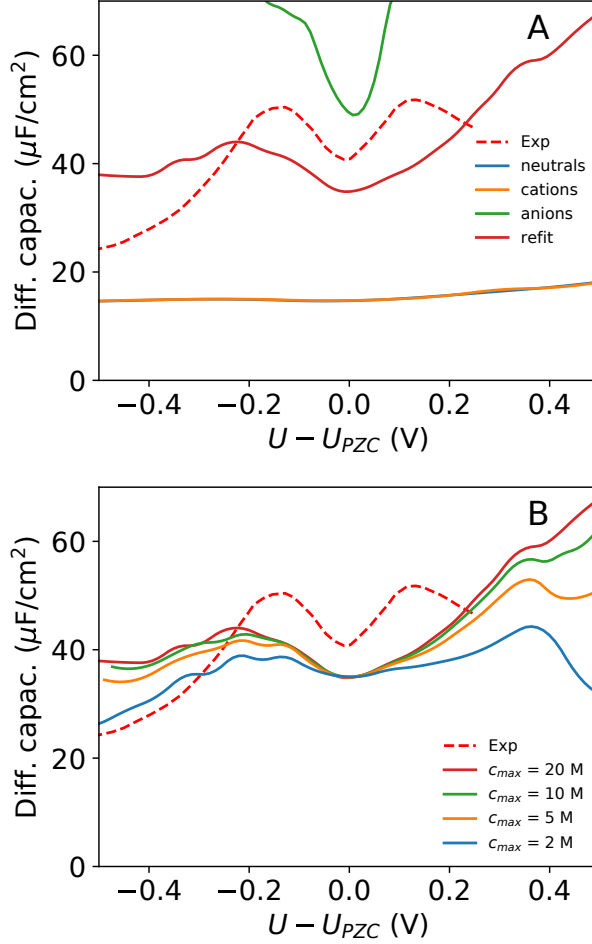 A
60
40
20
0
Diff. capac. (μF/cm²)
Exp
neutrals
cations
anions
refit
−0.4 −0.2 0.0 0.2 0.4
U − U_PZC (V)
B
60
40
20
0
Diff. capac. (μF/cm²)
Exp
c_max = 20 M
c_max = 10 M
c_max = 5 M
c_max = 2 M
−0.4 −0.2 0.0 0.2 0.4
U − U_PZC (V)